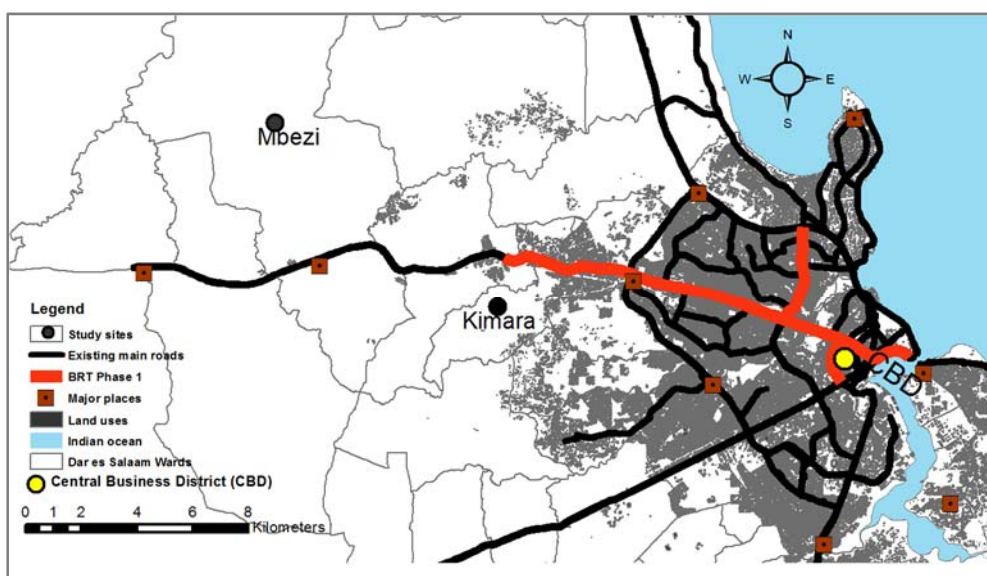 N
W E
S
Mbezi
Kimara
CBD
Legend
Study sites
Existing main roads
BRT Phase 1
Major places
Land uses
Indian ocean
Dar es Salaam Wards
Central Business District (CBD)
0 1 2 4 6 8
Kilometers